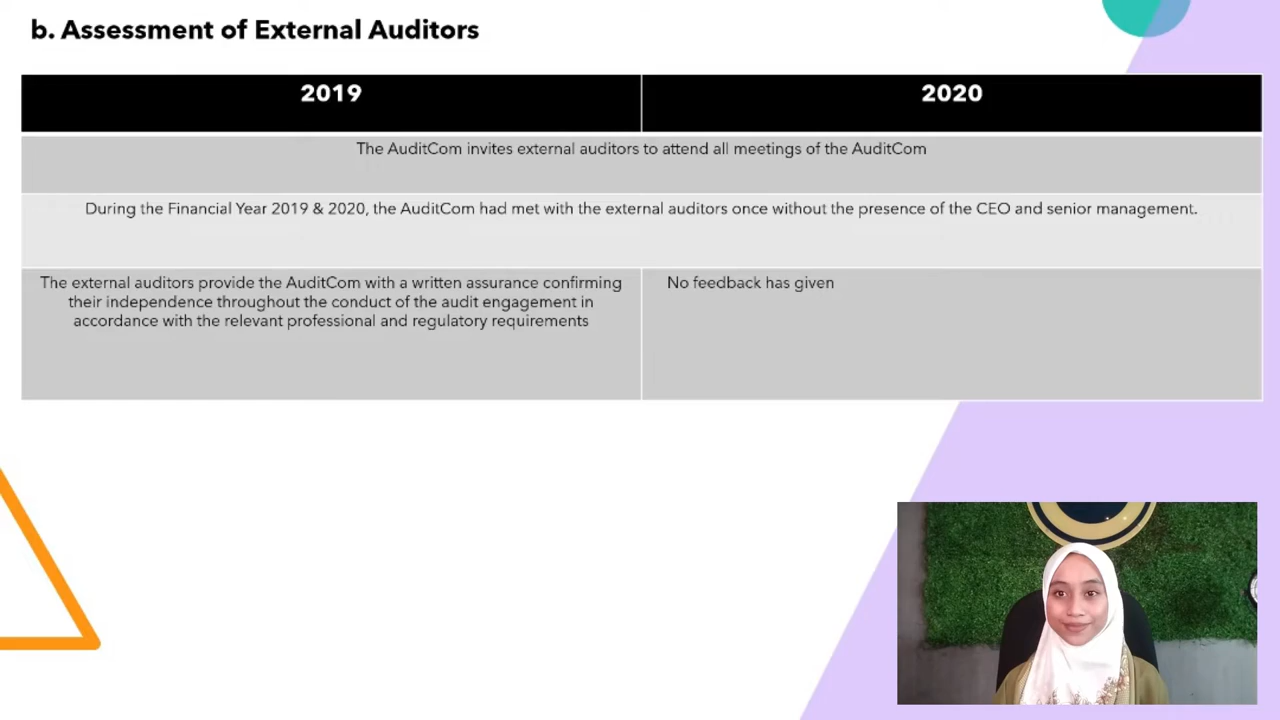 b. Assessment of External Auditors
2019
2020
The AuditCom invites external auditors to attend all meetings of the AuditCom
During the Financial Year 2019 & 2020, the AuditCom had met with the external auditors once without the presence of the CEO and senior management.
The external auditors provide the AuditCom with a written assurance confirming
their independence throughout the conduct of the audit engagement in
accordance with the relevant professional and regulatory requirements
No feedback has given